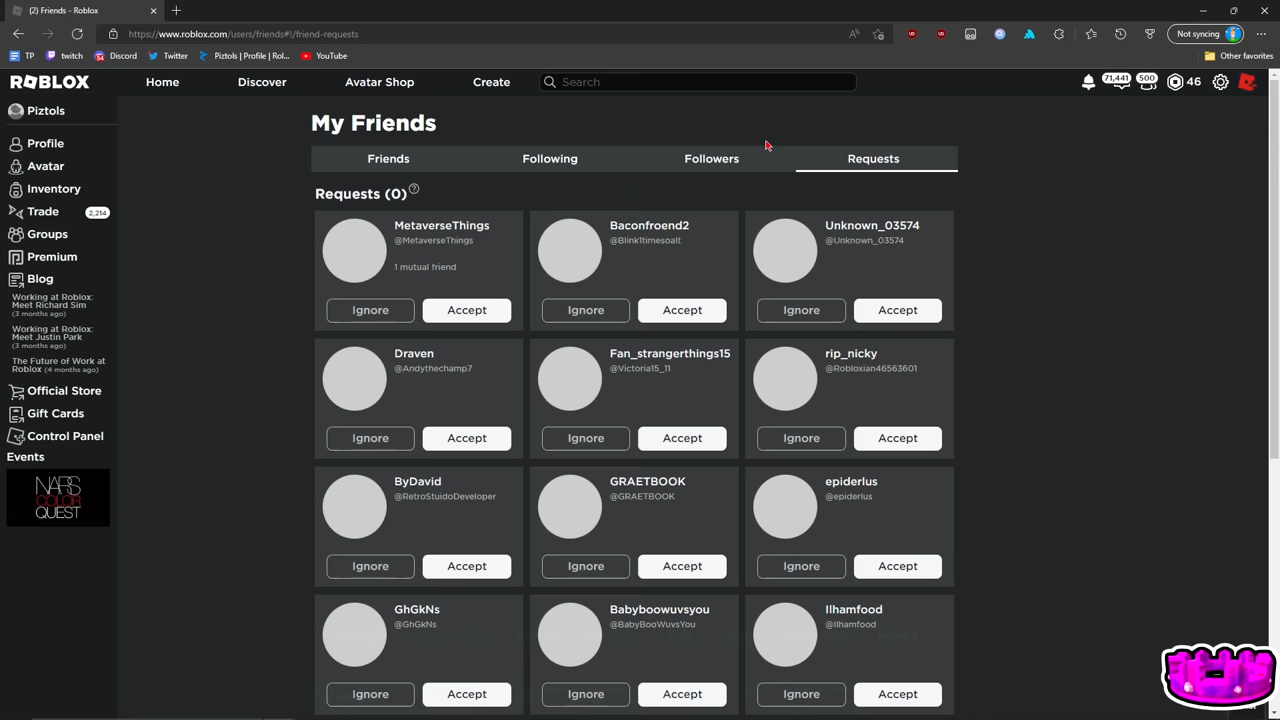 (2) Friends - Roblox
https://www.roblox.com/users/friends#!/friend-requests
Not syncing
TP
twitch
Discord
Twitter
Piztols | Profile | Rol...
YouTube
Other favorites
ROBLOX
Home
Discover
Avatar Shop
Create
Search
71,441
500
46
Piztols
Profile
Avatar
Inventory
Trade
2,214
Groups
Premium
Blog
Working at Roblox:
Meet Richard Sim
(3 months ago)
Working at Roblox:
Meet Justin Park
(3 months ago)
The Future of Work at
Roblox (4 months ago)
Official Store
Gift Cards
Control Panel
Events
NARS
COLOR
QUEST
My Friends
Friends
Following
Followers
Requests
Requests (0)
MetaverseThings
@MetaverseThings
1 mutual friend
Ignore
Accept
Baconfroend2
@Blink1timesoalt
Ignore
Accept
Unknown_03574
@Unknown_03574
Ignore
Accept
Draven
@Andythechamp7
Ignore
Accept
Fan_strangerthings15
@Victoria15_11
Ignore
Accept
rip_nicky
@Robloxian46563601
Ignore
Accept
ByDavid
@RetroStuidoDeveloper
Ignore
Accept
GRAETBOOK
@GRAETBOOK
Ignore
Accept
epiderlus
@epiderlus
Ignore
Accept
GhGkNs
@GhGkNs
Ignore
Accept
Babyboowuvsyou
@BabyBooWuvsYou
Ignore
Accept
Ilhamfood
@Ilhamfood
Ignore
Accept